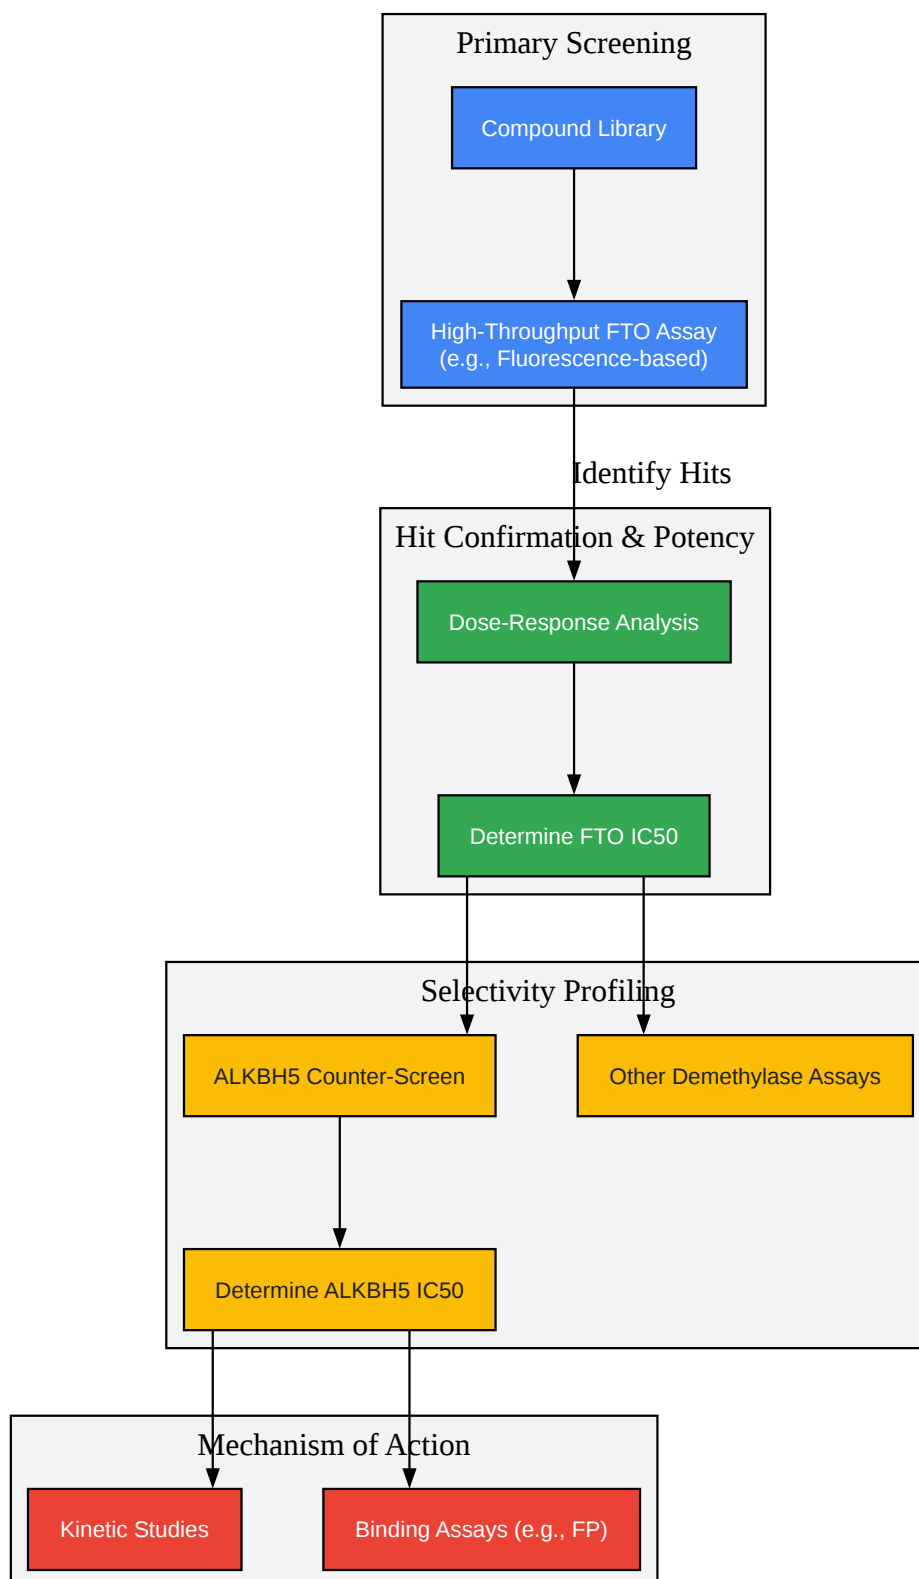 Primary Screening
Compound Library
High-Throughput FTO Assay
(e.g., Fluorescence-based)
Identify Hits
Hit Confirmation & Potency
Dose-Response Analysis
Determine FTO IC50
Selectivity Profiling
ALKBH5 Counter-Screen
Other Demethylase Assays
Determine ALKBH5 IC50
Mechanism of Action
Kinetic Studies
Binding Assays (e.g., FP)